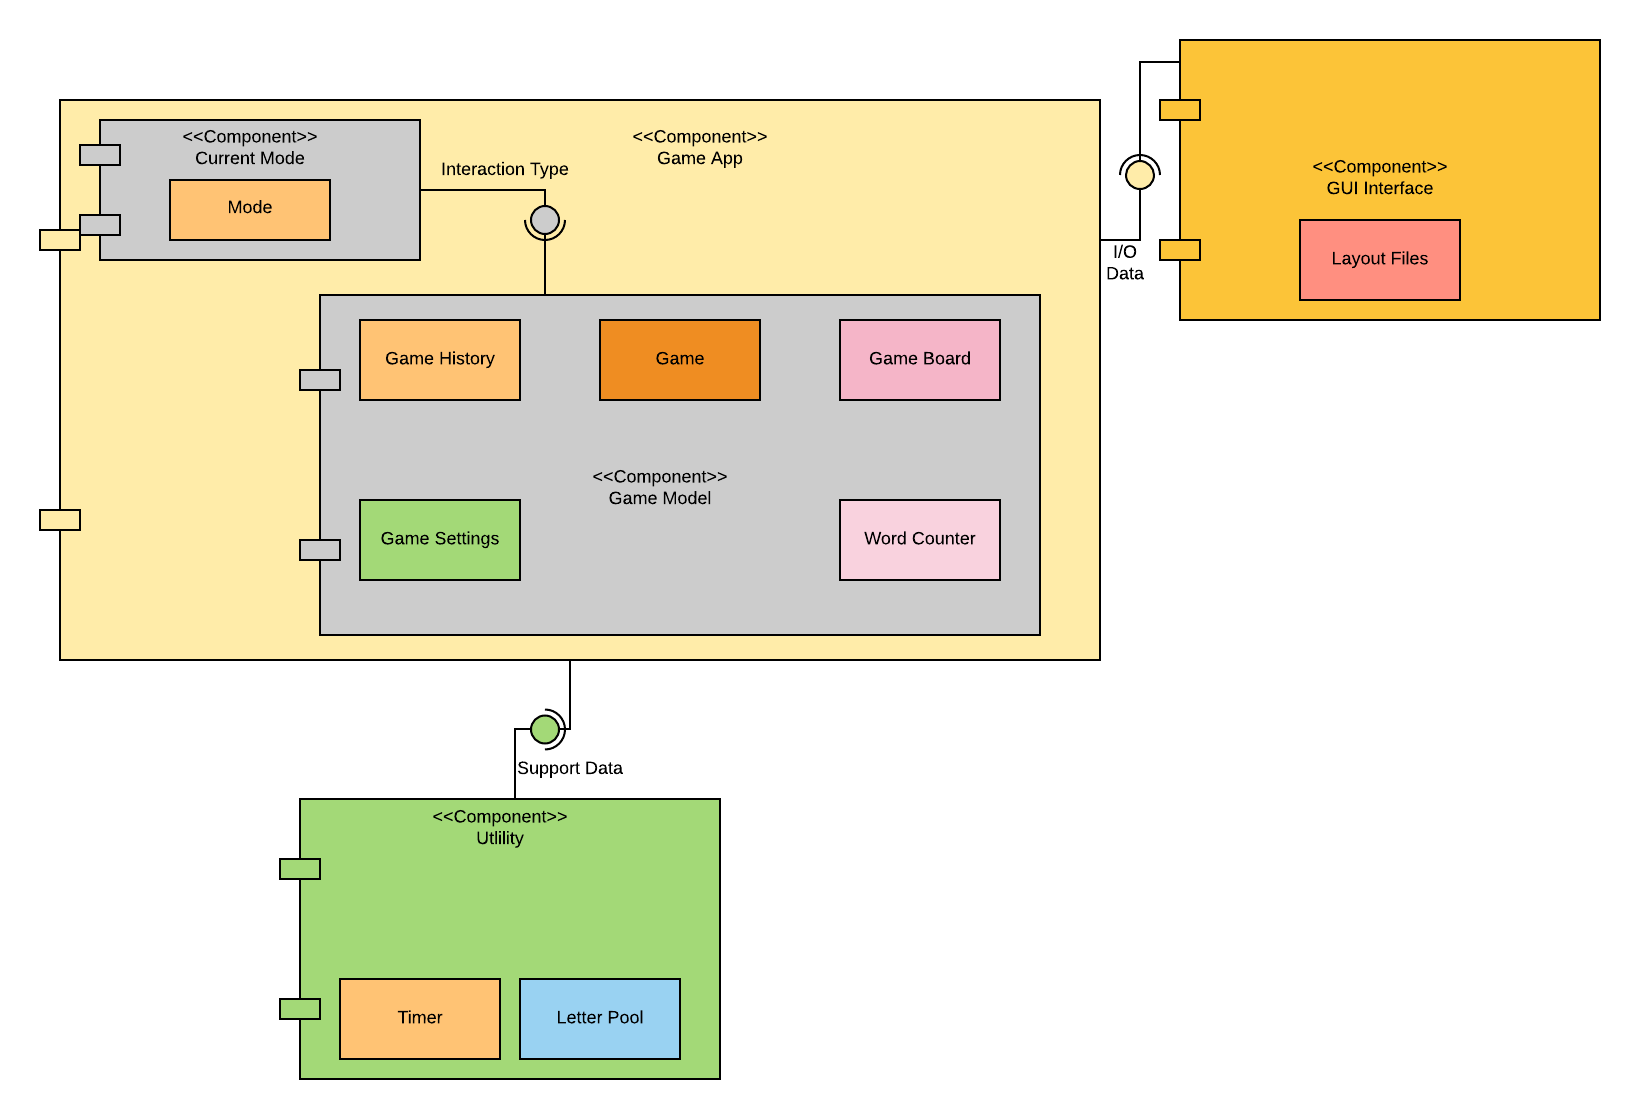 <<Component>>
Current Mode
Mode
Interaction Type
<<Component>>
Game App
I/O
Data
<<Component>>
GUI Interface
Layout Files
Game History
Game
Game Board
<<Component>>
Game Model
Game Settings
Word Counter
Support Data
<<Component>>
Utlility
Timer
Letter Pool